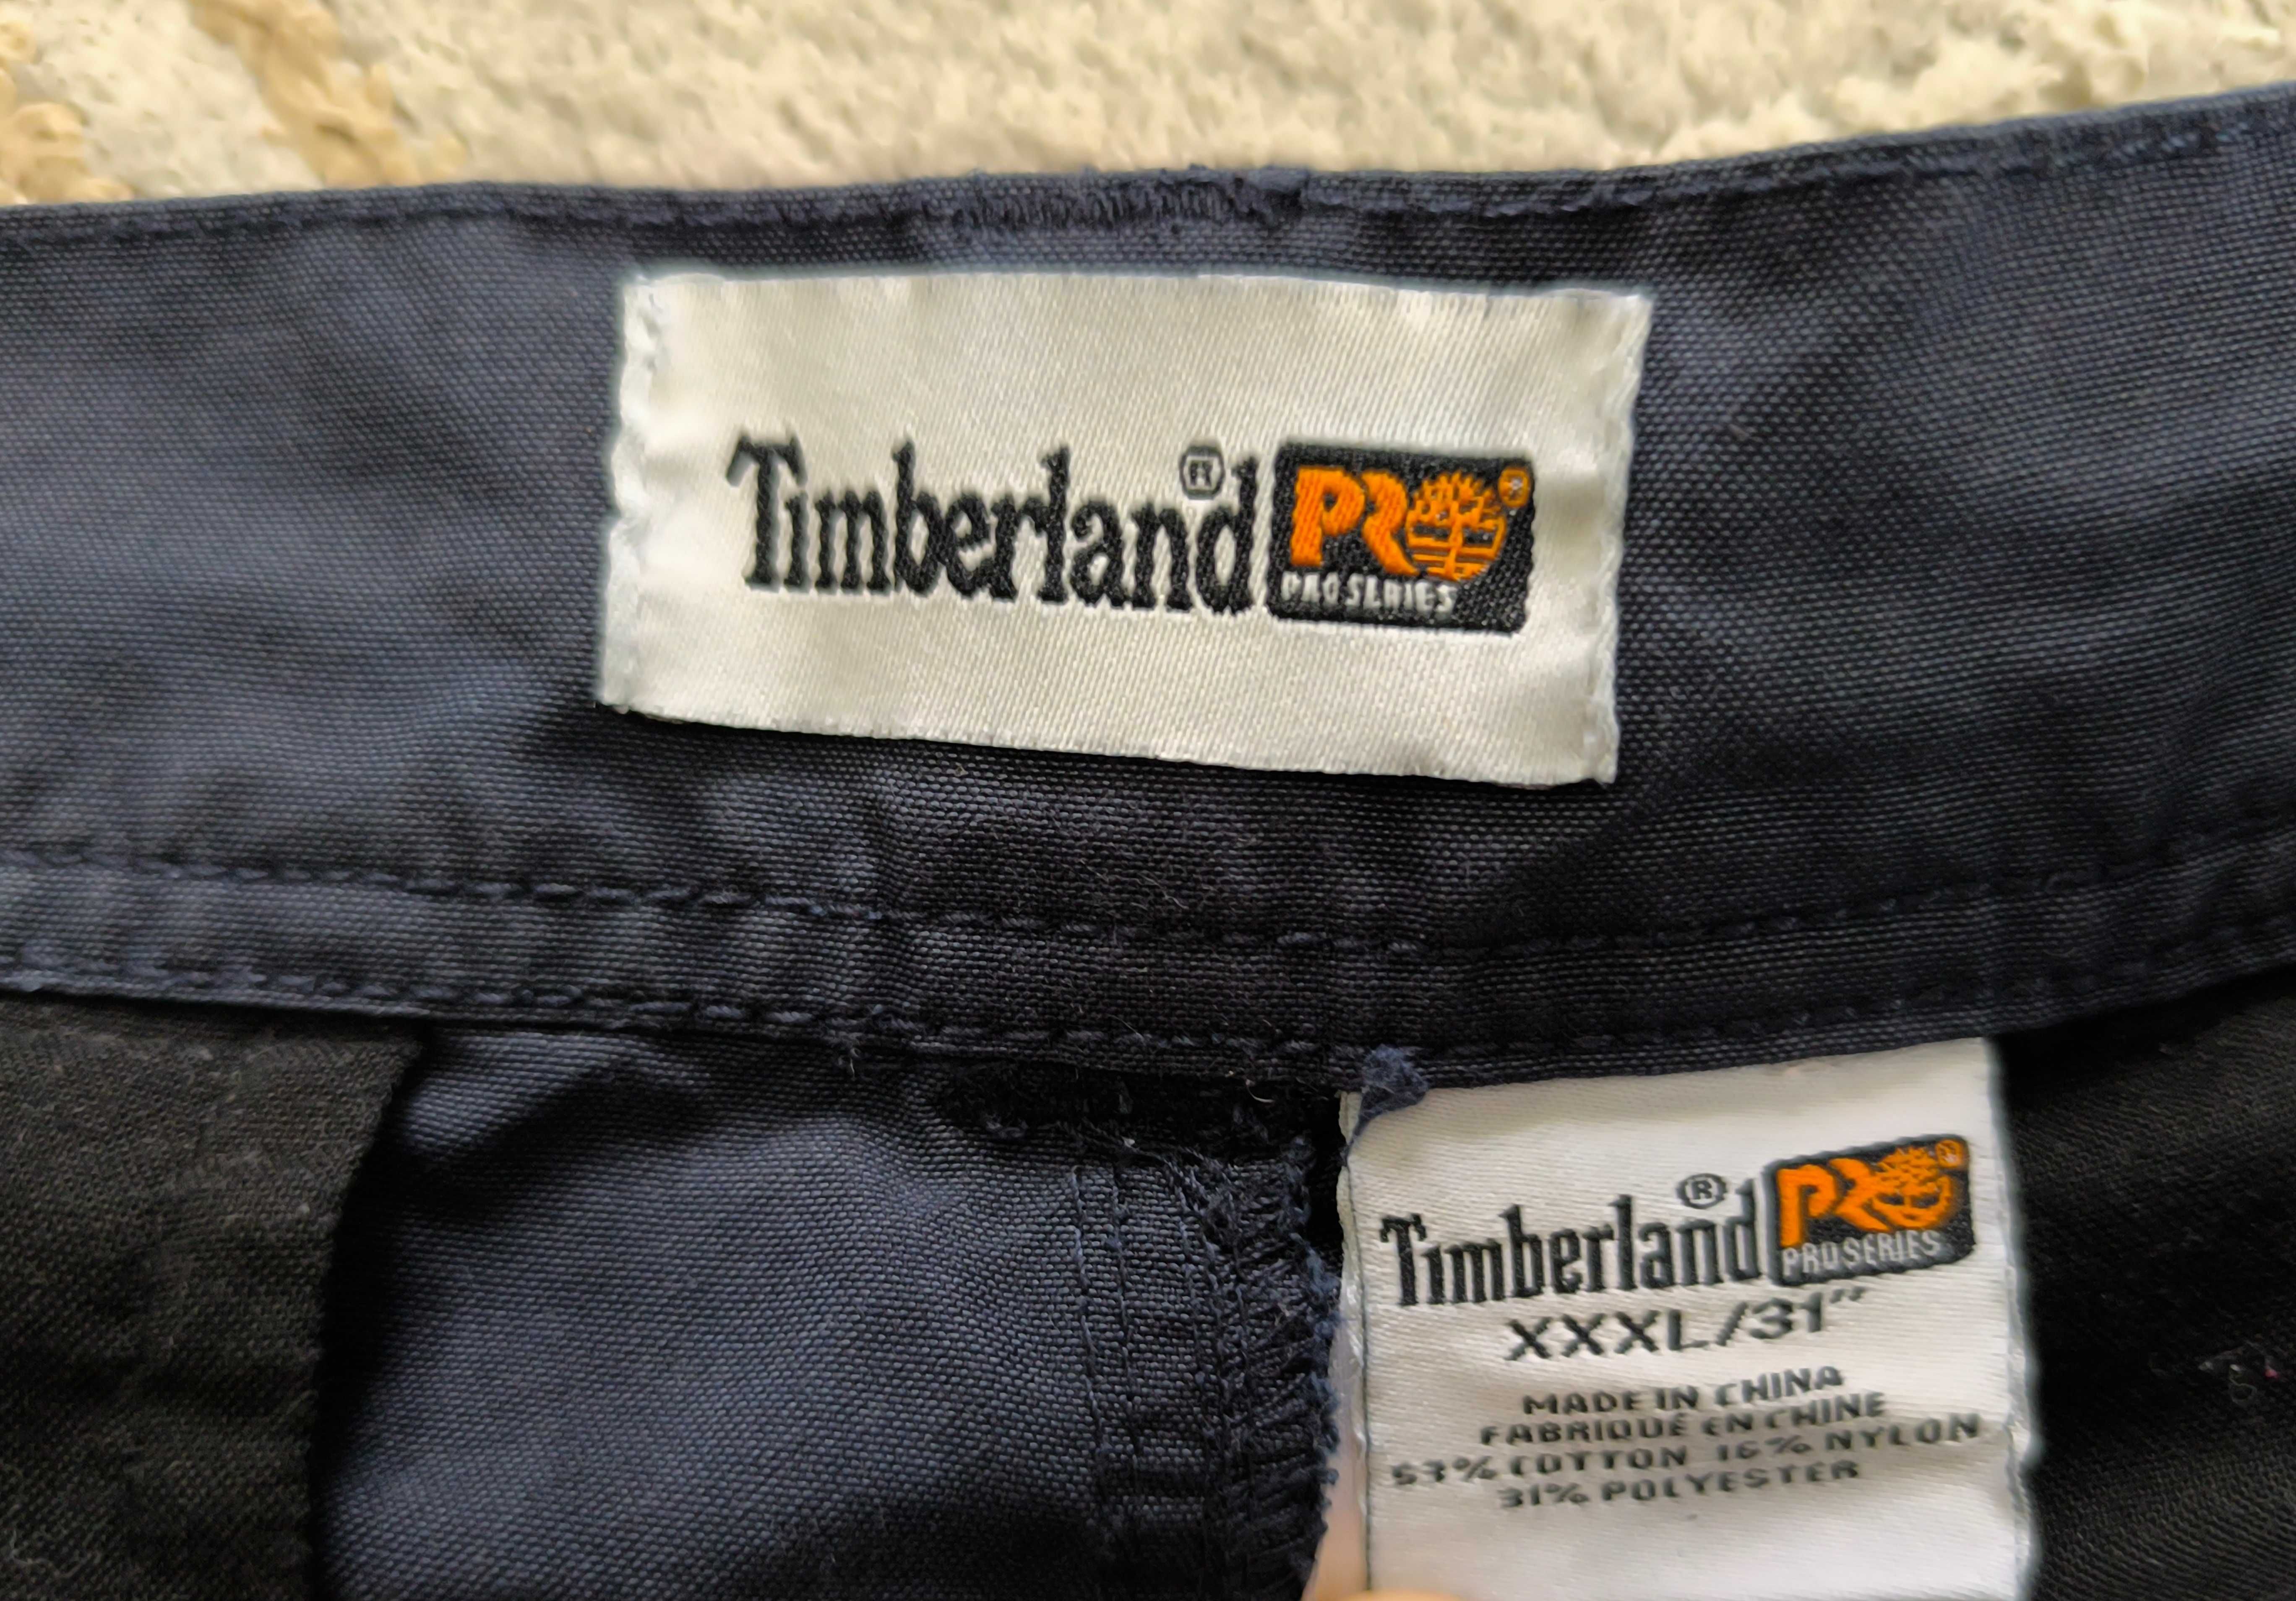 Timberland® PRO®
PRO SERIES
Timberland® PRO®
PRO SERIES
XXXL/31"
MADE IN CHINA
FABRIQUÉ EN CHINE
53% COTTON 16% NYLON
31% POLYESTER